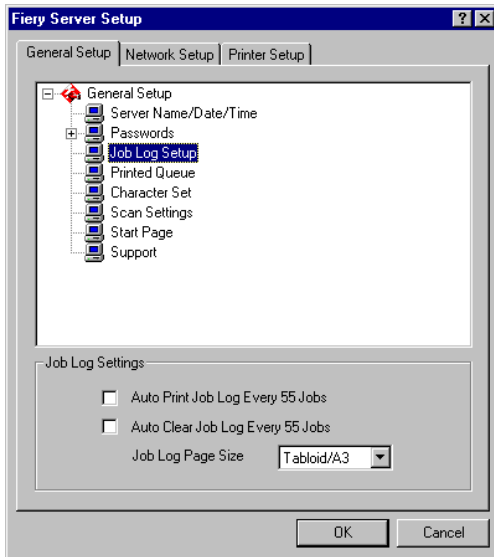 Fiery Server Setup
General Setup Network Setup Printer Setup
General Setup
Server Name/Date/Time
Passwords
Job Log Setup
Printed Queue
Character Set
Scan Settings
Start Page
Support
Job Log Settings
Auto Print Job Log Every 55 Jobs
Auto Clear Job Log Every 55 Jobs
Job Log Page Size Tabloid/A3
OK Cancel